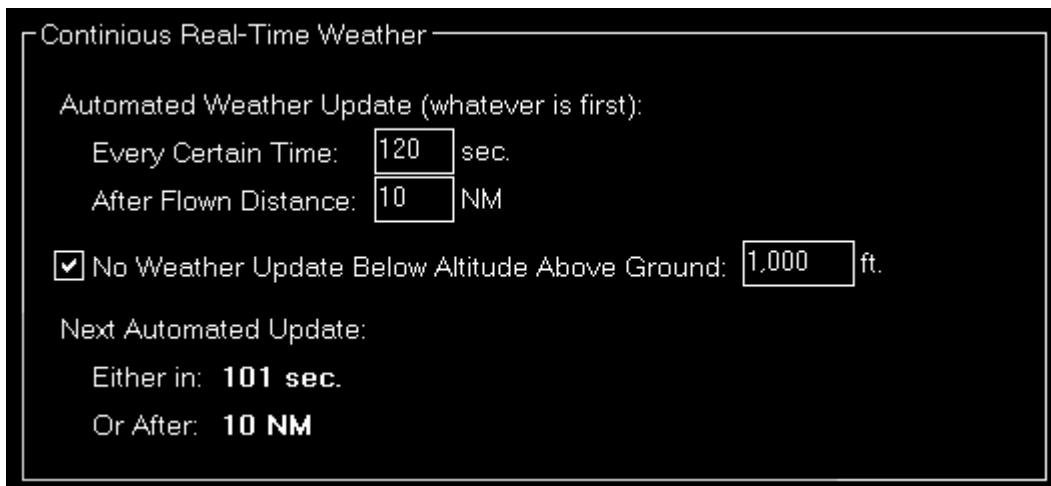 Continious Real-Time Weather
Automated Weather Update (whatever is first):
Every Certain Time: 120 sec.
After Flown Distance: 10 NM
No Weather Update Below Altitude Above Ground: 1,000 ft.
Next Automated Update:
Either in: 101 sec.
Or After: 10 NM